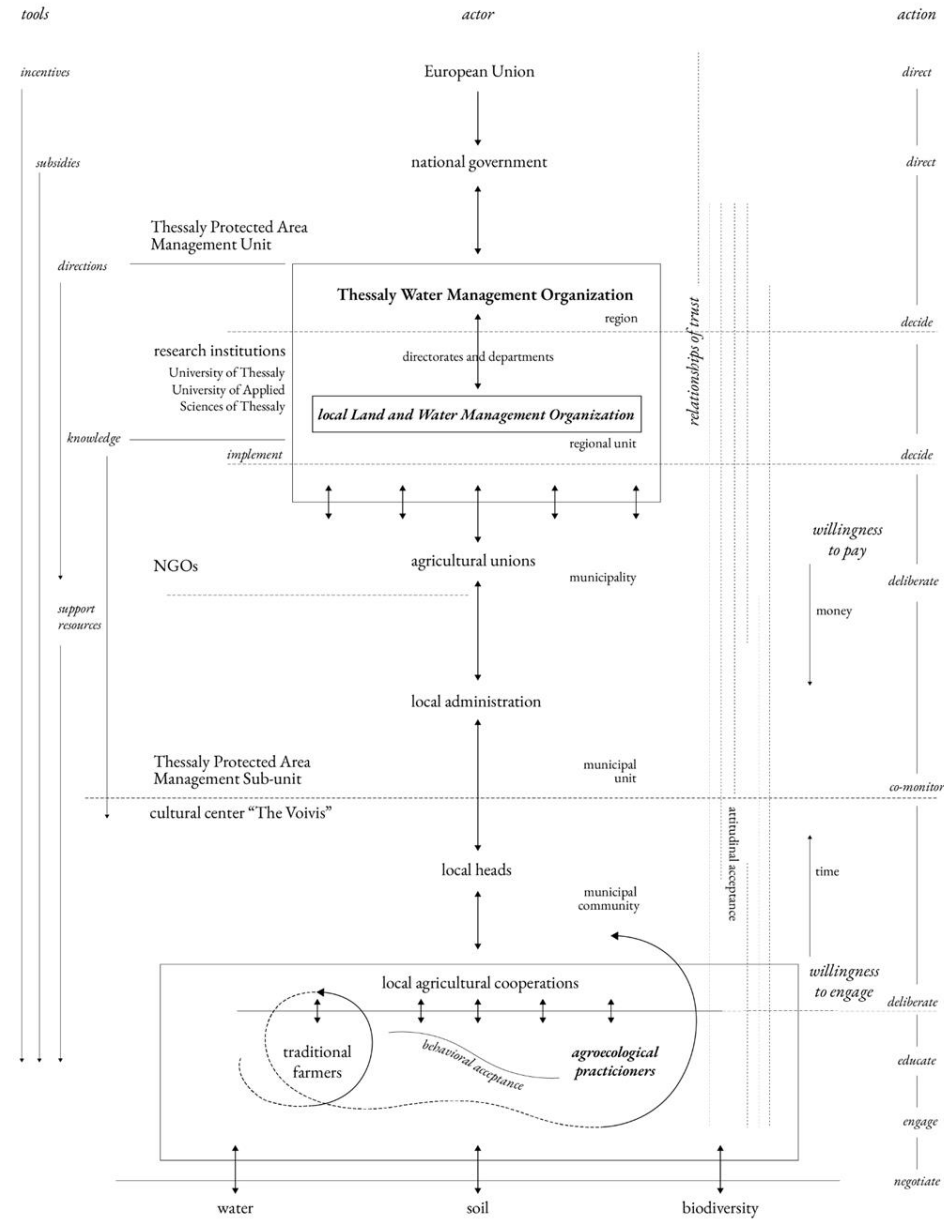 tools
actor
action
incentives
European Union
direct
subsidies
national government
direct
Thessaly Protected Area
Management Unit
directions
Thessaly Water Management Organization
region
decide
relationships of trust
research institutions
University of Thessaly
University of Applied
Sciences of Thessaly
directorates and departments
local Land and Water Management Organization
knowledge
regional unit
implement
decide
willingness
to pay
NGOs
agricultural unions
municipality
deliberate
support
resources
money
local administration
Thessaly Protected Area
Management Sub-unit
municipal
unit
co-monitor
cultural center “The Voivis”
attitudinal acceptance
local heads
time
municipal
community
willingness
to engage
local agricultural cooperations
deliberate
traditional
farmers
behavioral acceptance
agroecological
practicioners
educate
engage
negotiate
water
soil
biodiversity